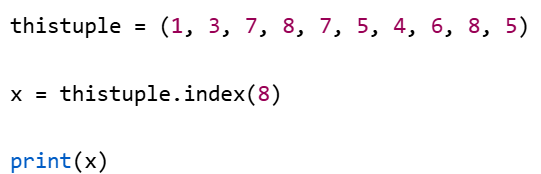 thistuple = (1, 3, 7, 8, 7, 5, 4, 6, 8, 5)
x = thistuple.index(8)
print(x)